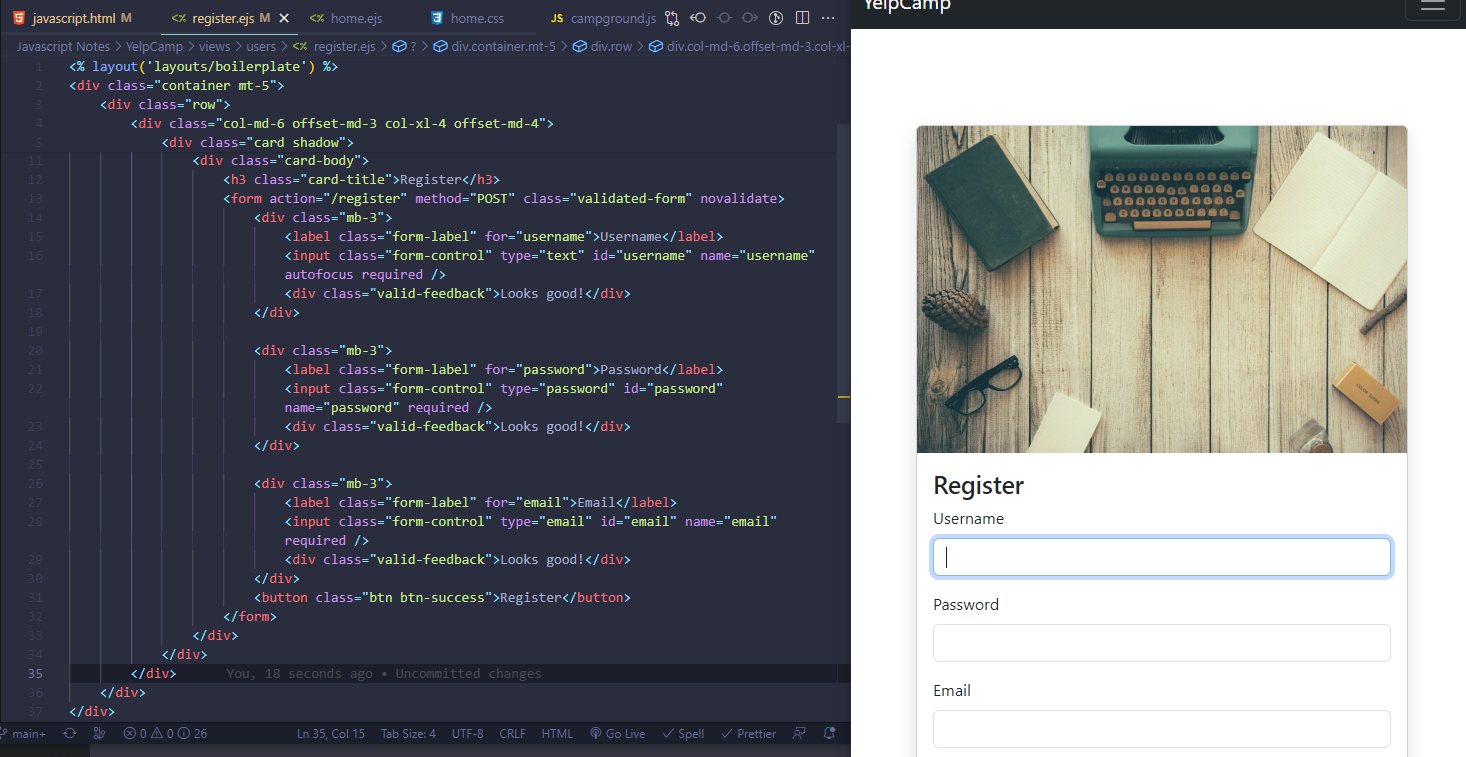 javascript.html M
register.ejs M
home.ejs
home.css
JS campground.js
Javascript Notes > YelpCamp > views > users > register.ejs > ? > div.container.mt-5 > div.row > div.col-md-6.offset-md-3.col-xl-
1 <% layout('layouts/boilerplate') %>
2 <div class="container mt-5">
3 <div class="row">
4 <div class="col-md-6 offset-md-3 col-xl-4 offset-md-4">
5 <div class="card shadow">
11 <div class="card-body">
12 <h3 class="card-title">Register</h3>
13 <form action="/register" method="POST" class="validated-form" novalidate>
14 <div class="mb-3">
15 <label class="form-label" for="username">Username</label>
16 <input class="form-control" type="text" id="username" name="username"
autofocus required />
17 <div class="valid-feedback">Looks good!</div>
18 </div>
19
20 <div class="mb-3">
21 <label class="form-label" for="password">Password</label>
22 <input class="form-control" type="password" id="password"
name="password" required />
23 <div class="valid-feedback">Looks good!</div>
24 </div>
25
26 <div class="mb-3">
27 <label class="form-label" for="email">Email</label>
28 <input class="form-control" type="email" id="email" name="email"
required />
29 <div class="valid-feedback">Looks good!</div>
30 </div>
31 <button class="btn btn-success">Register</button>
32 </form>
33 </div>
34 </div>
35 </div> You, 18 seconds ago • Uncommitted changes
36 </div>
37 </div>
main+ 0 0 26 Ln 35, Col 15 Tab Size: 4 UTF-8 CRLF HTML Go Live Spell Prettier
YelpCamp
Register
Username
Password
Email